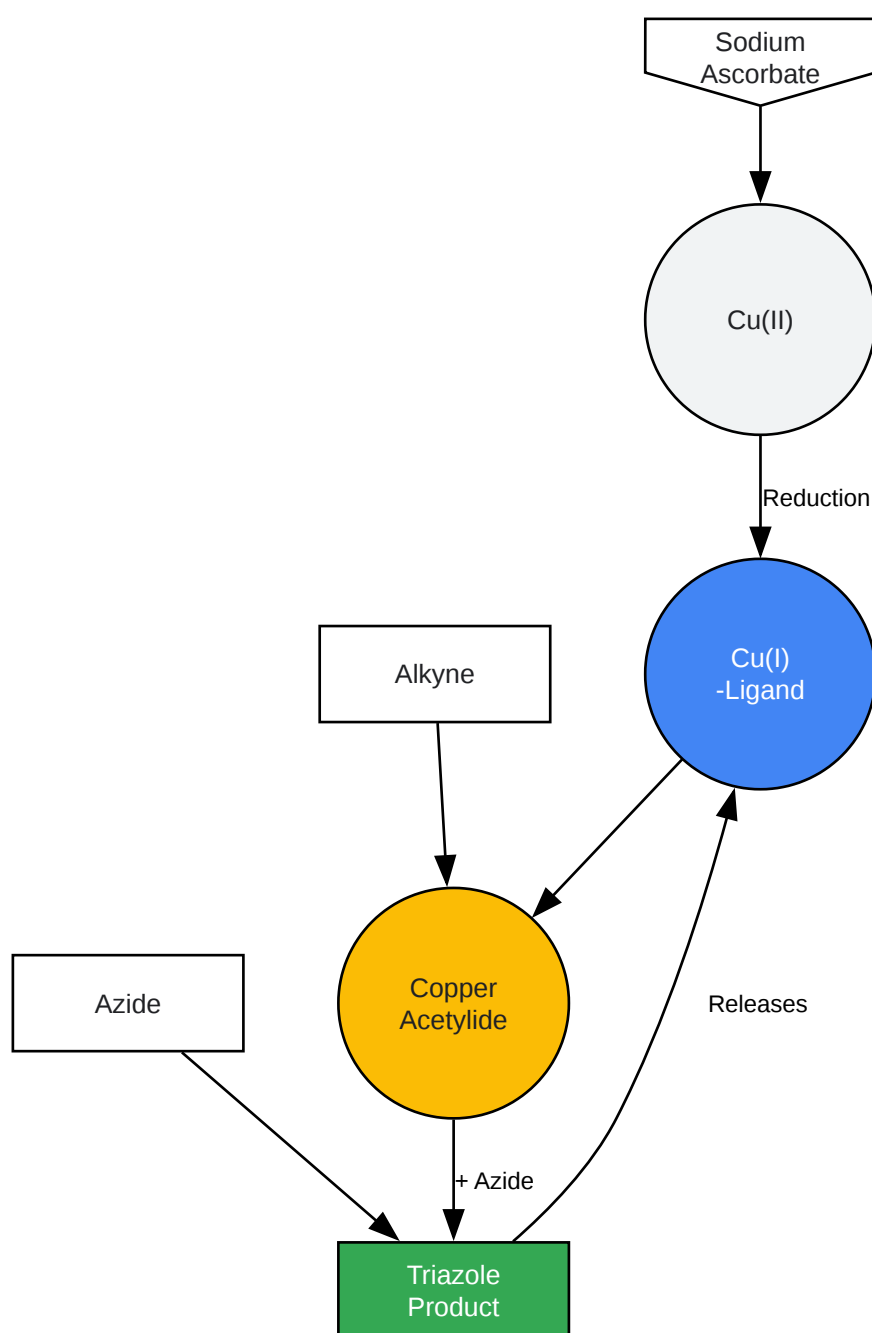 Sodium
Ascorbate
Cu(II)
Reduction
Cu(I)
-Ligand
Alkyne
Copper
Acetylide
Azide
Releases
+ Azide
Triazole
Product